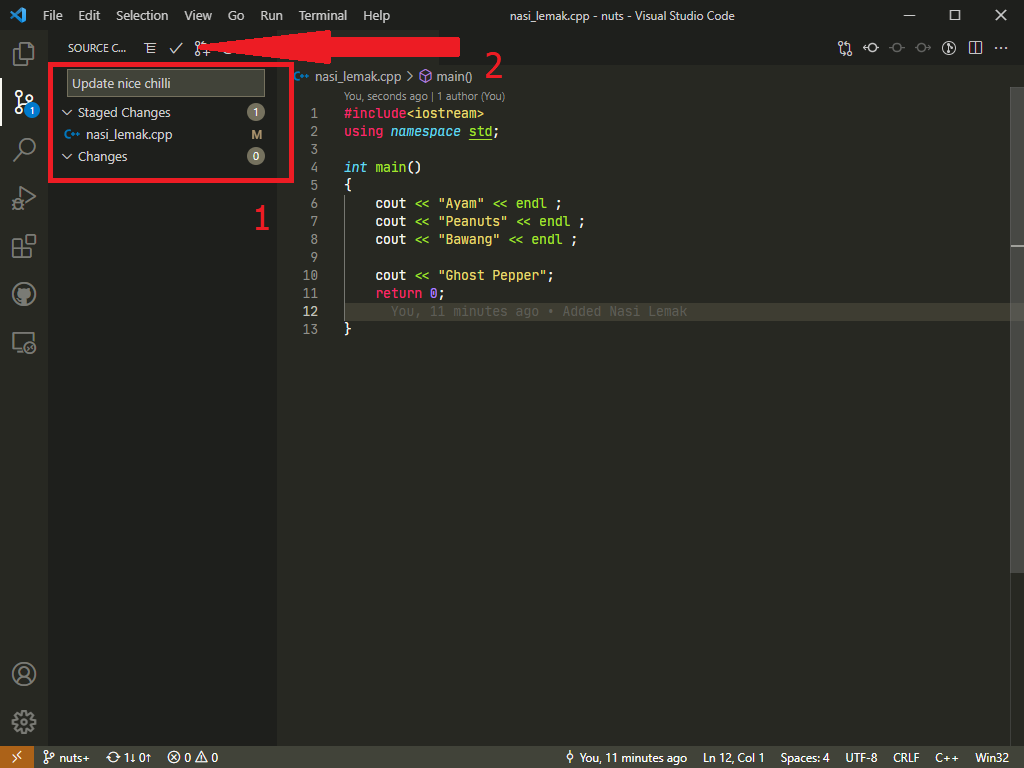 File Edit Selection View Go Run Terminal Help nasi_lemak.cpp - nuts - Visual Studio Code
SOURCE C...
2
Update nice chilli
nasi_lemak.cpp > main()
You, seconds ago | 1 author (You)
Staged Changes 1
nasi_lemak.cpp M
Changes 0
1
1 #include<iostream>
2 using namespace std;
3
4 int main()
5 {
6 cout << "Ayam" << endl ;
7 cout << "Peanuts" << endl ;
8 cout << "Bawang" << endl ;
9
10 cout << "Ghost Pepper";
11 return 0;
12 You, 11 minutes ago • Added Nasi Lemak
13 }
1
nuts+ 1↓ 0↑ 0 0 You, 11 minutes ago Ln 12, Col 1 Spaces: 4 UTF-8 CRLF C++ Win32